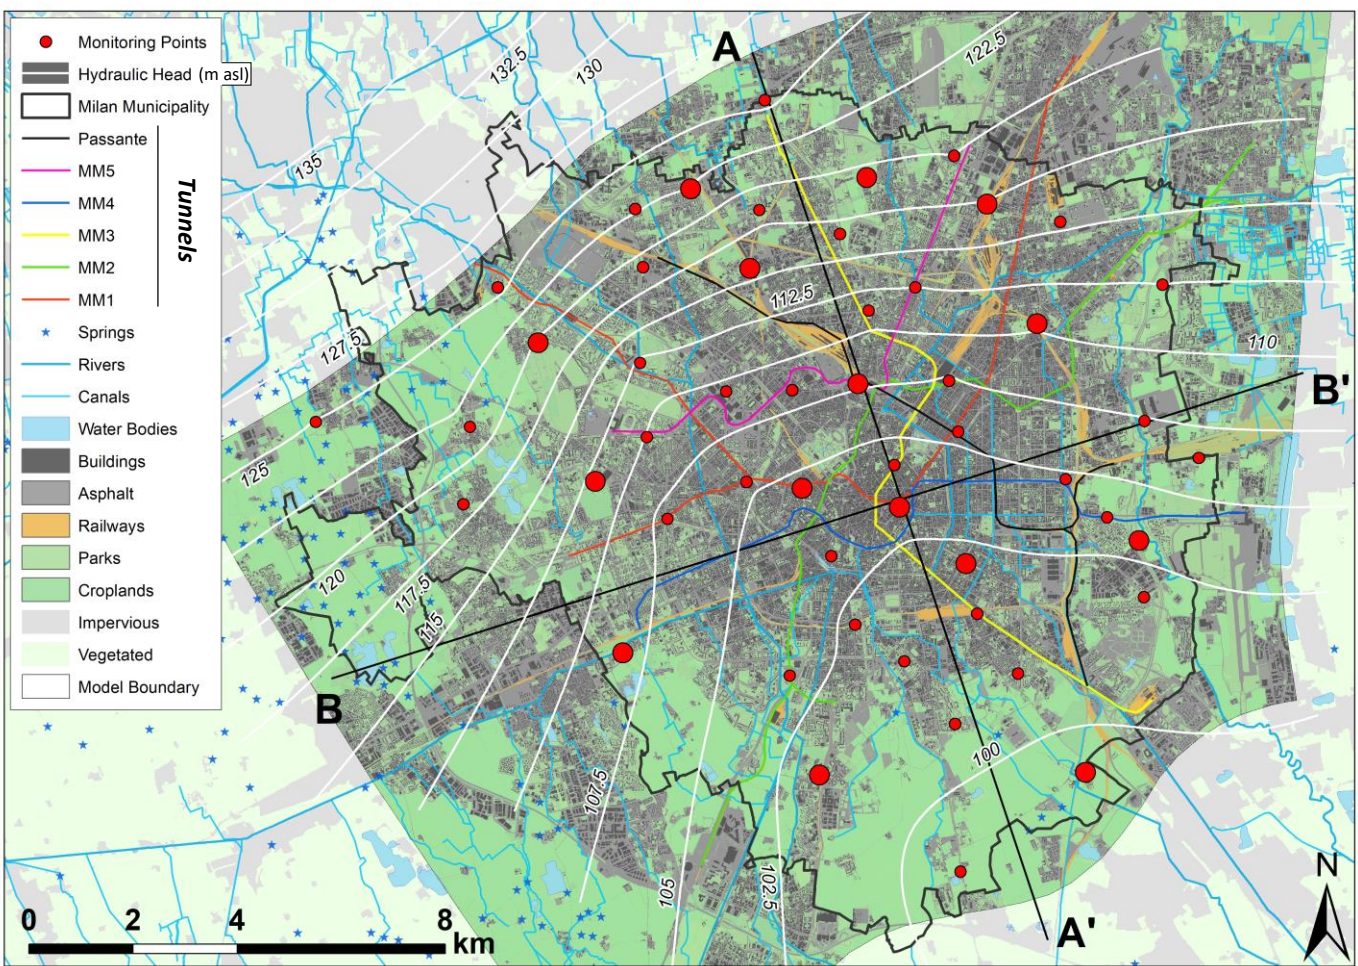 Monitoring Points
Hydraulic Head (m asl)
Milan Municipality
Passante
MM5
MM4
MM3
MM2
MM1
Tunnels
Springs
Rivers
Canals
Water Bodies
Buildings
Asphalt
Railways
Parks
Croplands
Impervious
Vegetated
Model Boundary
A
132.5
130
122.5
135
112.5
127.5
110
B'
125
120
117.5
115
B
100
107.5
105
102.5
A'
N
0 2 4 8
km